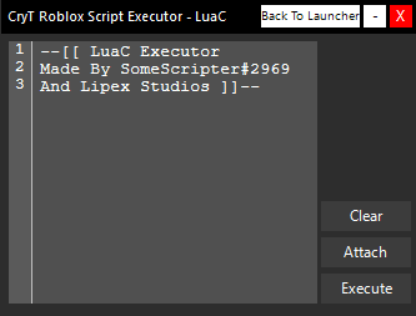 CryT Roblox Script Executor - LuaC Back To Launcher - X
1 --[[ LuaC Executor
2 Made By SomeScripter#2969
3 And Lipex Studios ]]--
Clear
Attach
Execute